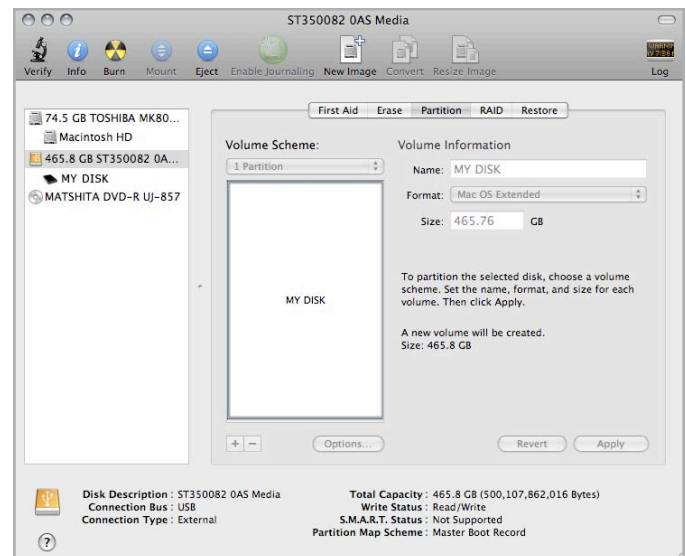 ST350082 0AS Media
Verify Info Burn Mount Eject Enable Journaling New Image Convert Resize Image Log
First Aid Erase Partition RAID Restore
74.5 GB TOSHIBA MK80...
Macintosh HD
465.8 GB ST350082 0A...
MY DISK
MATSHITA DVD-R UJ-857
Volume Scheme:
1 Partition
MY DISK
+ −
Options...
Volume Information
Name: MY DISK
Format: Mac OS Extended
Size: 465.76 GB
To partition the selected disk, choose a volume
scheme. Set the name, format, and size for each
volume. Then click Apply.
A new volume will be created.
Size: 465.8 GB
Revert Apply
Disk Description : ST350082 0AS Media
Connection Bus : USB
Connection Type : External
Total Capacity : 465.8 GB (500,107,862,016 Bytes)
Write Status : Read/Write
S.M.A.R.T. Status : Not Supported
Partition Map Scheme : Master Boot Record
?